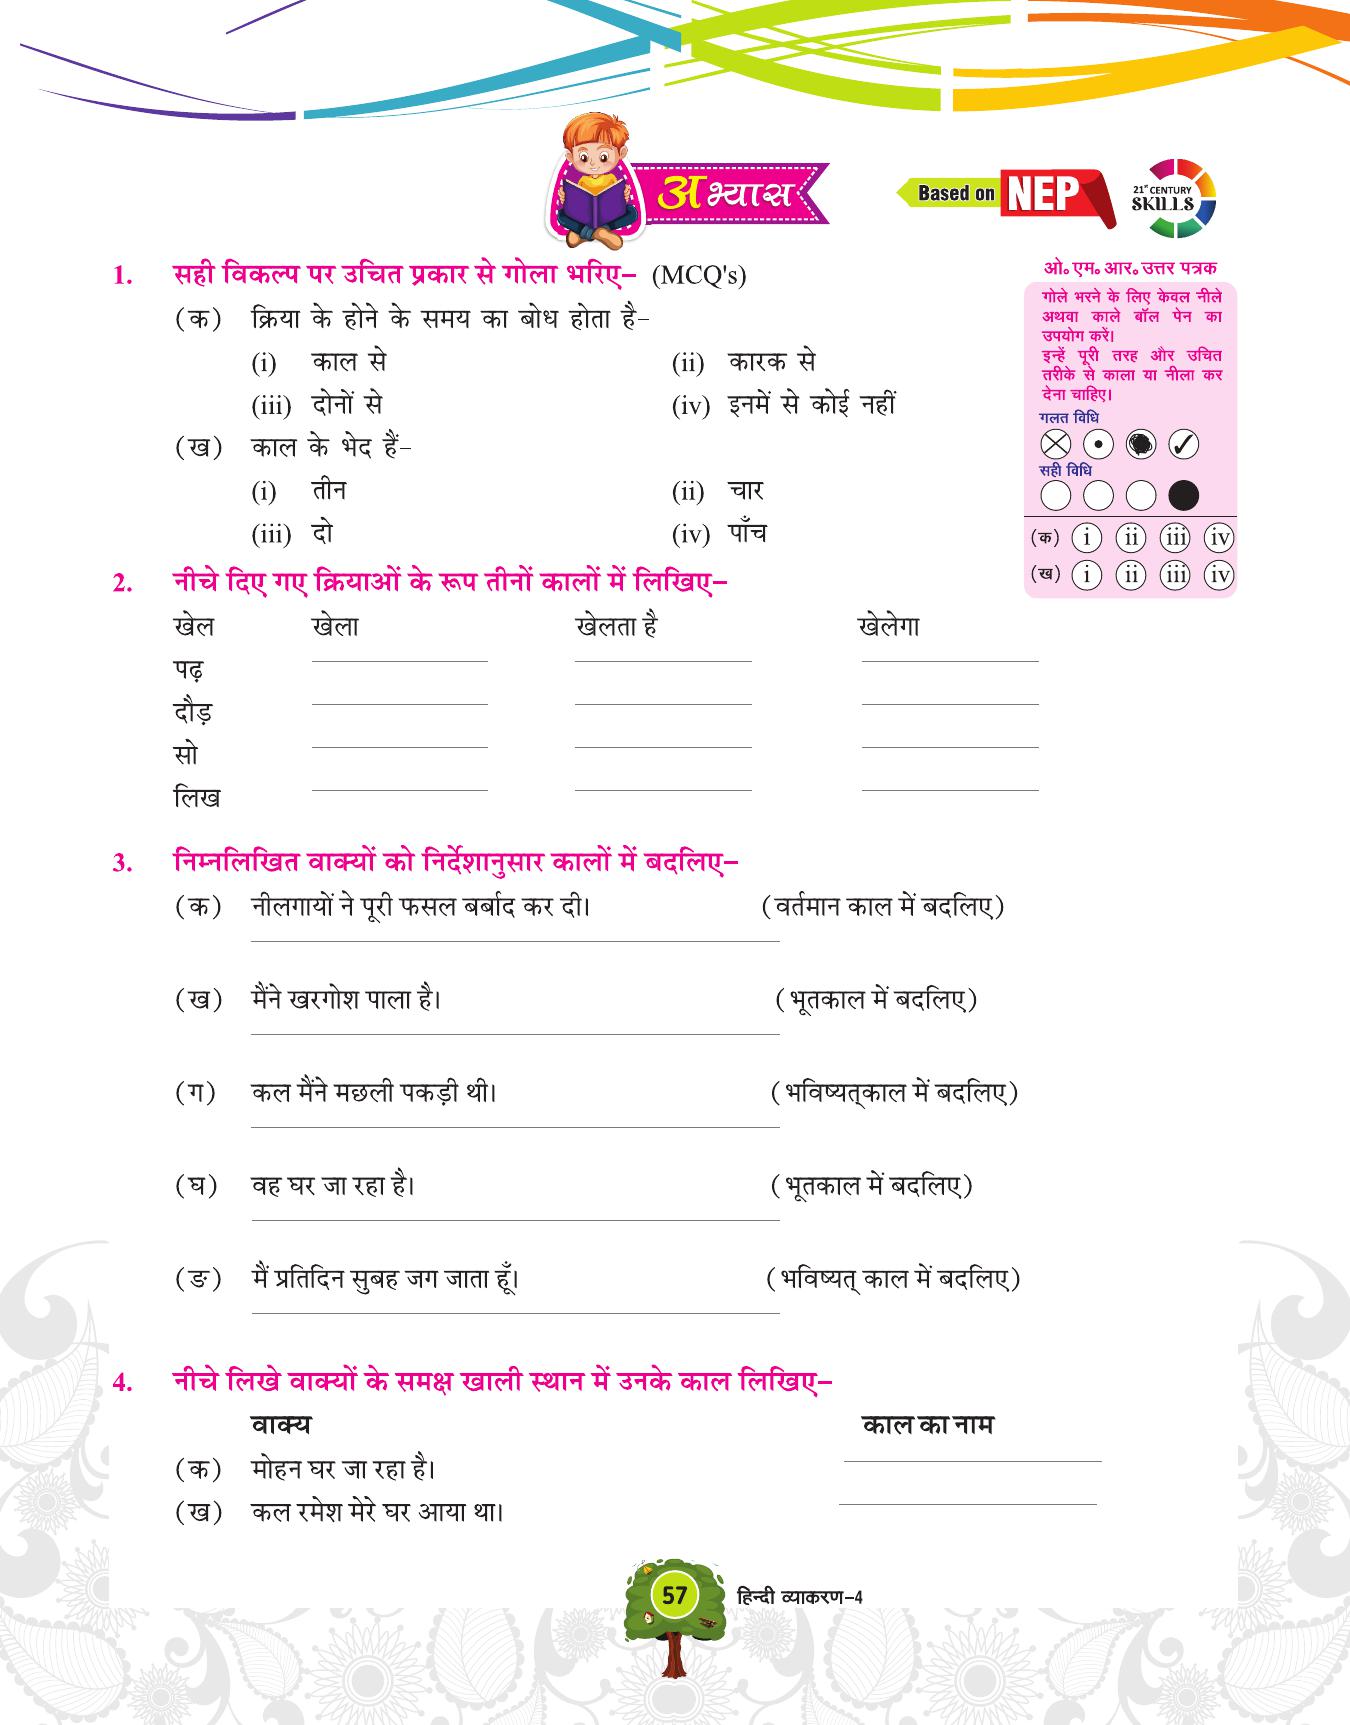 अभ्यास
Based on NEP
21st CENTURY
SKILLS
1. सही विकल्प पर उचित प्रकार से गोला भरिए– (MCQ's)
(क) क्रिया के होने के समय का बोध होता है–
(i) काल से (ii) कारक से
(iii) दोनों से (iv) इनमें से कोई नहीं
(ख) काल के भेद हैं–
(i) तीन (ii) चार
(iii) दो (iv) पाँच
ओ. एम. आर. उत्तर पत्रक
गोले भरने के लिए केवल नीले
अथवा काले बॉल पेन का
उपयोग करें।
इन्हें पूरी तरह और उचित
तरीके से काला या नीला कर
देना चाहिए।
गलत विधि
सही विधि
(क) i ii iii iv
(ख) i ii iii iv
2. नीचे दिए गए क्रियाओं के रूप तीनों कालों में लिखिए–
खेल खेला खेलता है खेलेगा
पढ़
दौड़
सो
लिख
3. निम्नलिखित वाक्यों को निर्देशानुसार कालों में बदलिए–
(क) नीलगायों ने पूरी फसल बर्बाद कर दी। (वर्तमान काल में बदलिए)
(ख) मैंने खरगोश पाला है। (भूतकाल में बदलिए)
(ग) कल मैंने मछली पकड़ी थी। (भविष्यत्काल में बदलिए)
(घ) वह घर जा रहा है। (भूतकाल में बदलिए)
(ङ) मैं प्रतिदिन सुबह जग जाता हूँ। (भविष्यत् काल में बदलिए)
4. नीचे लिखे वाक्यों के समक्ष खाली स्थान में उनके काल लिखिए–
वाक्य काल का नाम
(क) मोहन घर जा रहा है।
(ख) कल रमेश मेरे घर आया था।
57 हिन्दी व्याकरण–4